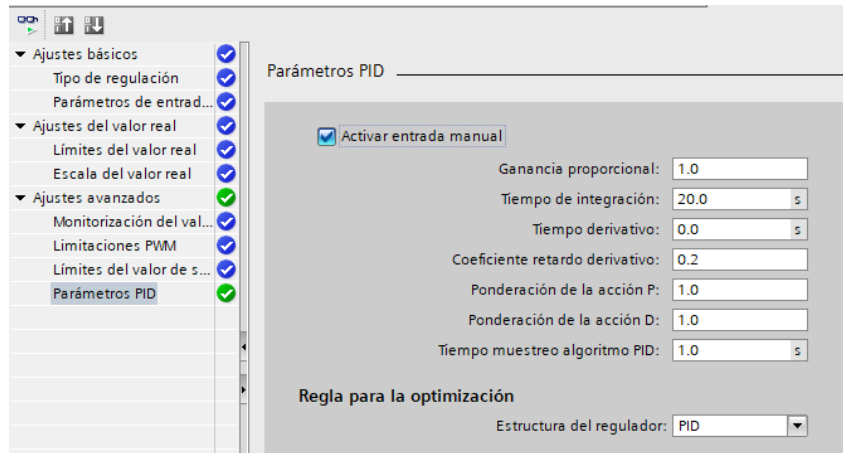 Ajustes básicos
Tipo de regulación
Parámetros de entrad...
Ajustes del valor real
Límites del valor real
Escala del valor real
Ajustes avanzados
Monitorización del val...
Limitaciones PWM
Límites del valor de s...
Parámetros PID
Parámetros PID
Activar entrada manual
Ganancia proporcional: 1.0
Tiempo de integración: 20.0 s
Tiempo derivativo: 0.0 s
Coeficiente retardo derivativo: 0.2
Ponderación de la acción P: 1.0
Ponderación de la acción D: 1.0
Tiempo muestreo algoritmo PID: 1.0 s
Regla para la optimización
Estructura del regulador: PID